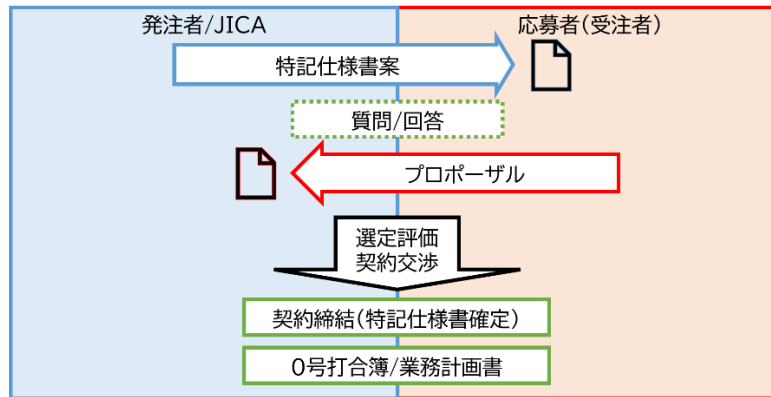 発注者/JICA
応募者(受注者)
特記仕様書案
質問/回答
プロポーザル
選定評価
契約交渉
契約締結(特記仕様書確定)
0号打合簿/業務計画書